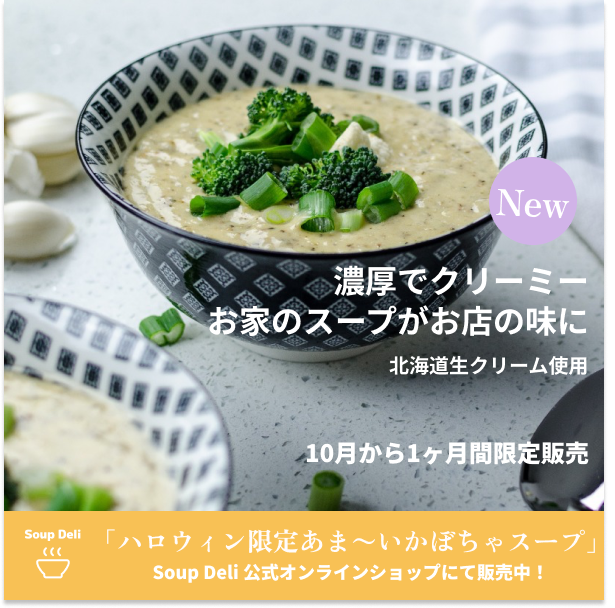 New
濃厚でクリーミー
お家のスープがお店の味に
北海道生クリーム使用
10月から1ヶ月間限定販売
Soup Deli
「ハロウィン限定あま〜いかぼちゃスープ」
Soup Deli 公式オンラインショップにて販売中！